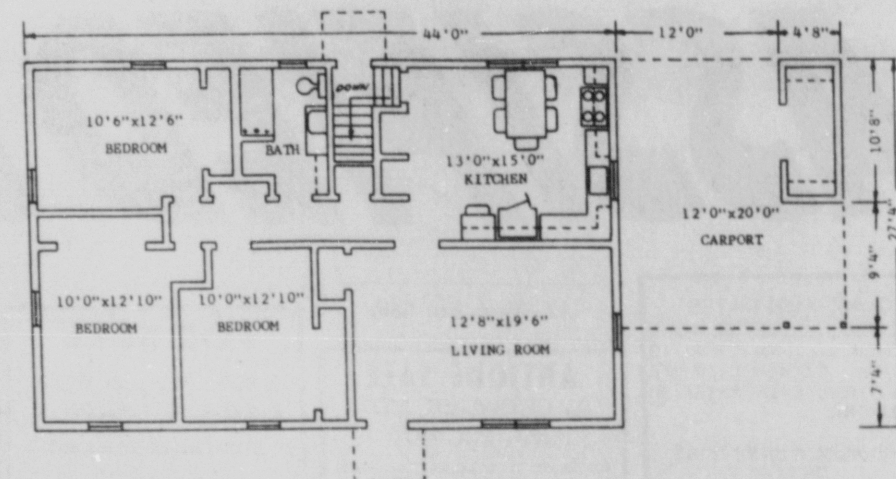 44'0" 12'0" 4'8"
DOWN
10'6"x12'6"
BEDROOM
BATH
13'0"x15'0"
KITCHEN
10'8"
12'0"x20'0"
CARPORT
27'4"
9'4"
10'0"x12'10"
BEDROOM
10'0"x12'10"
BEDROOM
12'8"x19'6"
LIVING ROOM
7'4"